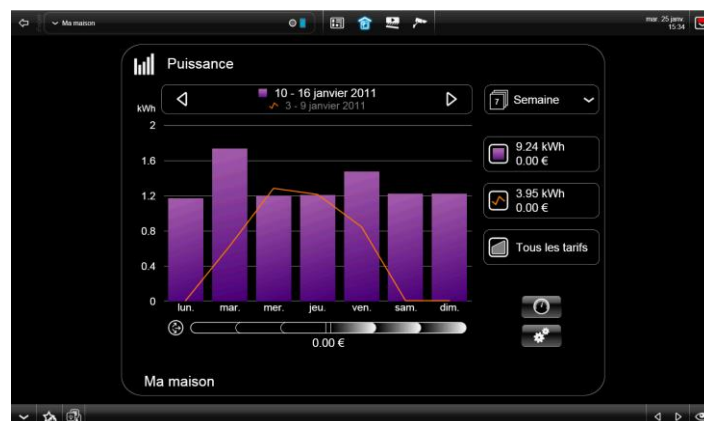 Ma maison
mar. 25 janv.
15:34
Puissance
10 - 16 janvier 2011
3 - 9 janvier 2011
7
Semaine
kWh
2
1.6
1.2
0.8
0.4
0
9.24 kWh
0.00 €
3.95 kWh
0.00 €
Tous les tarifs
lun. mar. mer. jeu. ven. sam. dim.
0.00 €
Ma maison